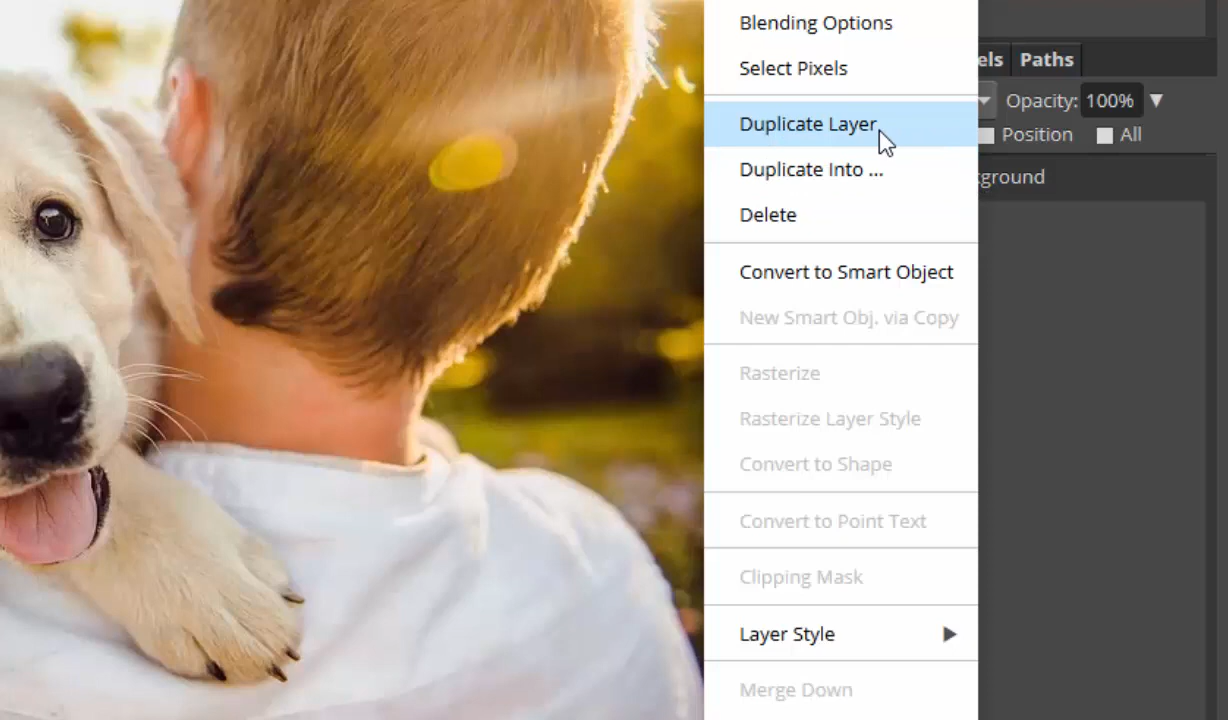 Blending Options
Select Pixels
Duplicate Layer
Duplicate Into ...
Delete
Convert to Smart Object
New Smart Obj. via Copy
Rasterize
Rasterize Layer Style
Convert to Shape
Convert to Point Text
Clipping Mask
Layer Style
Merge Down
els Paths
Opacity: 100%
Position All
ground